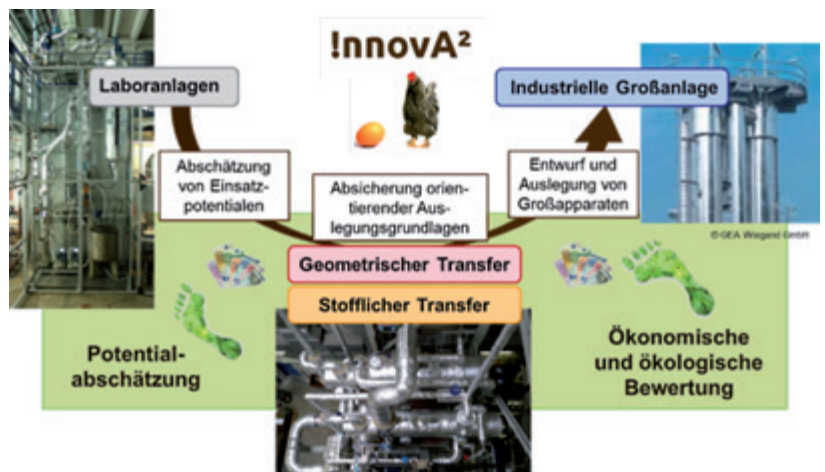 !nnovA²
Laboranlagen
Industrielle Großanlage
Abschätzung
von Einsatz-
potentialen
Absicherung orien-
tierender Aus-
legungsgrundlagen
Entwurf und
Auslegung von
Großapparaten
© GEA Wiegand GmbH
Geometrischer Transfer
Stofflicher Transfer
Potential-
abschätzung
Ökonomische
und ökologische
Bewertung